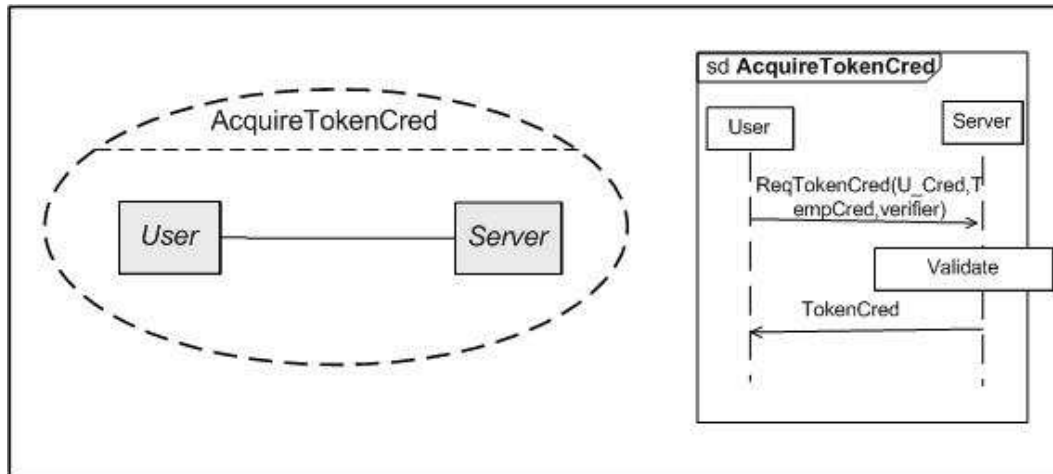 AcquireTokenCred
User
Server
sd AcquireTokenCred
User
Server
ReqTokenCred(U_Cred,T
empCred,verifier)
Validate
TokenCred